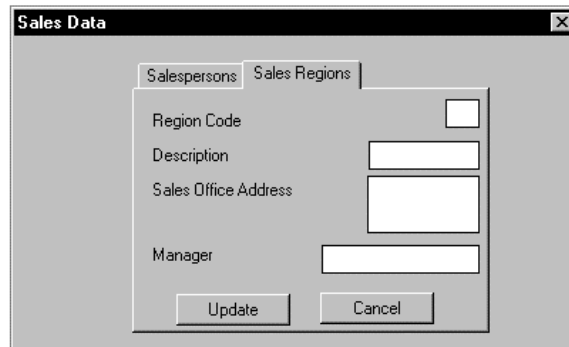 Sales Data
Salespersons Sales Regions
Region Code
Description
Sales Office Address
Manager
Update Cancel